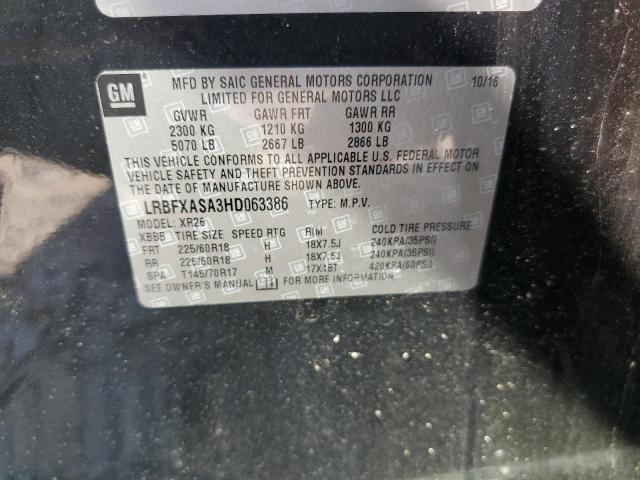 GM
MFD BY SAIC GENERAL MOTORS CORPORATION 10/16
LIMITED FOR GENERAL MOTORS LLC
GVWR GAWR FRT GAWR RR
2300 KG 1210 KG 1300 KG
5070 LB 2667 LB 2866 LB
THIS VEHICLE CONFORMS TO ALL APPLICABLE U.S. FEDERAL MOTOR
VEHICLE SAFETY AND THEFT PREVENTION STANDARDS IN EFFECT ON THE
DATE OF MANUFACTURE SHOWN ABOVE.
LRBFXASA3HD063386 TYPE: M.P.V.
MODEL: XR26
XBBB TIRE SIZE SPEED RTG RIM COLD TIRE PRESSURE
FRT 225/60R18 H 18X7.5J 240KPA(35PSI)
RR 225/60R18 H 18X7.5J 240KPA(35PSI)
SPA T145/70R17 M 17X4BT 420KPA(60PSI)
SEE OWNER'S MANUAL FOR MORE INFORMATION